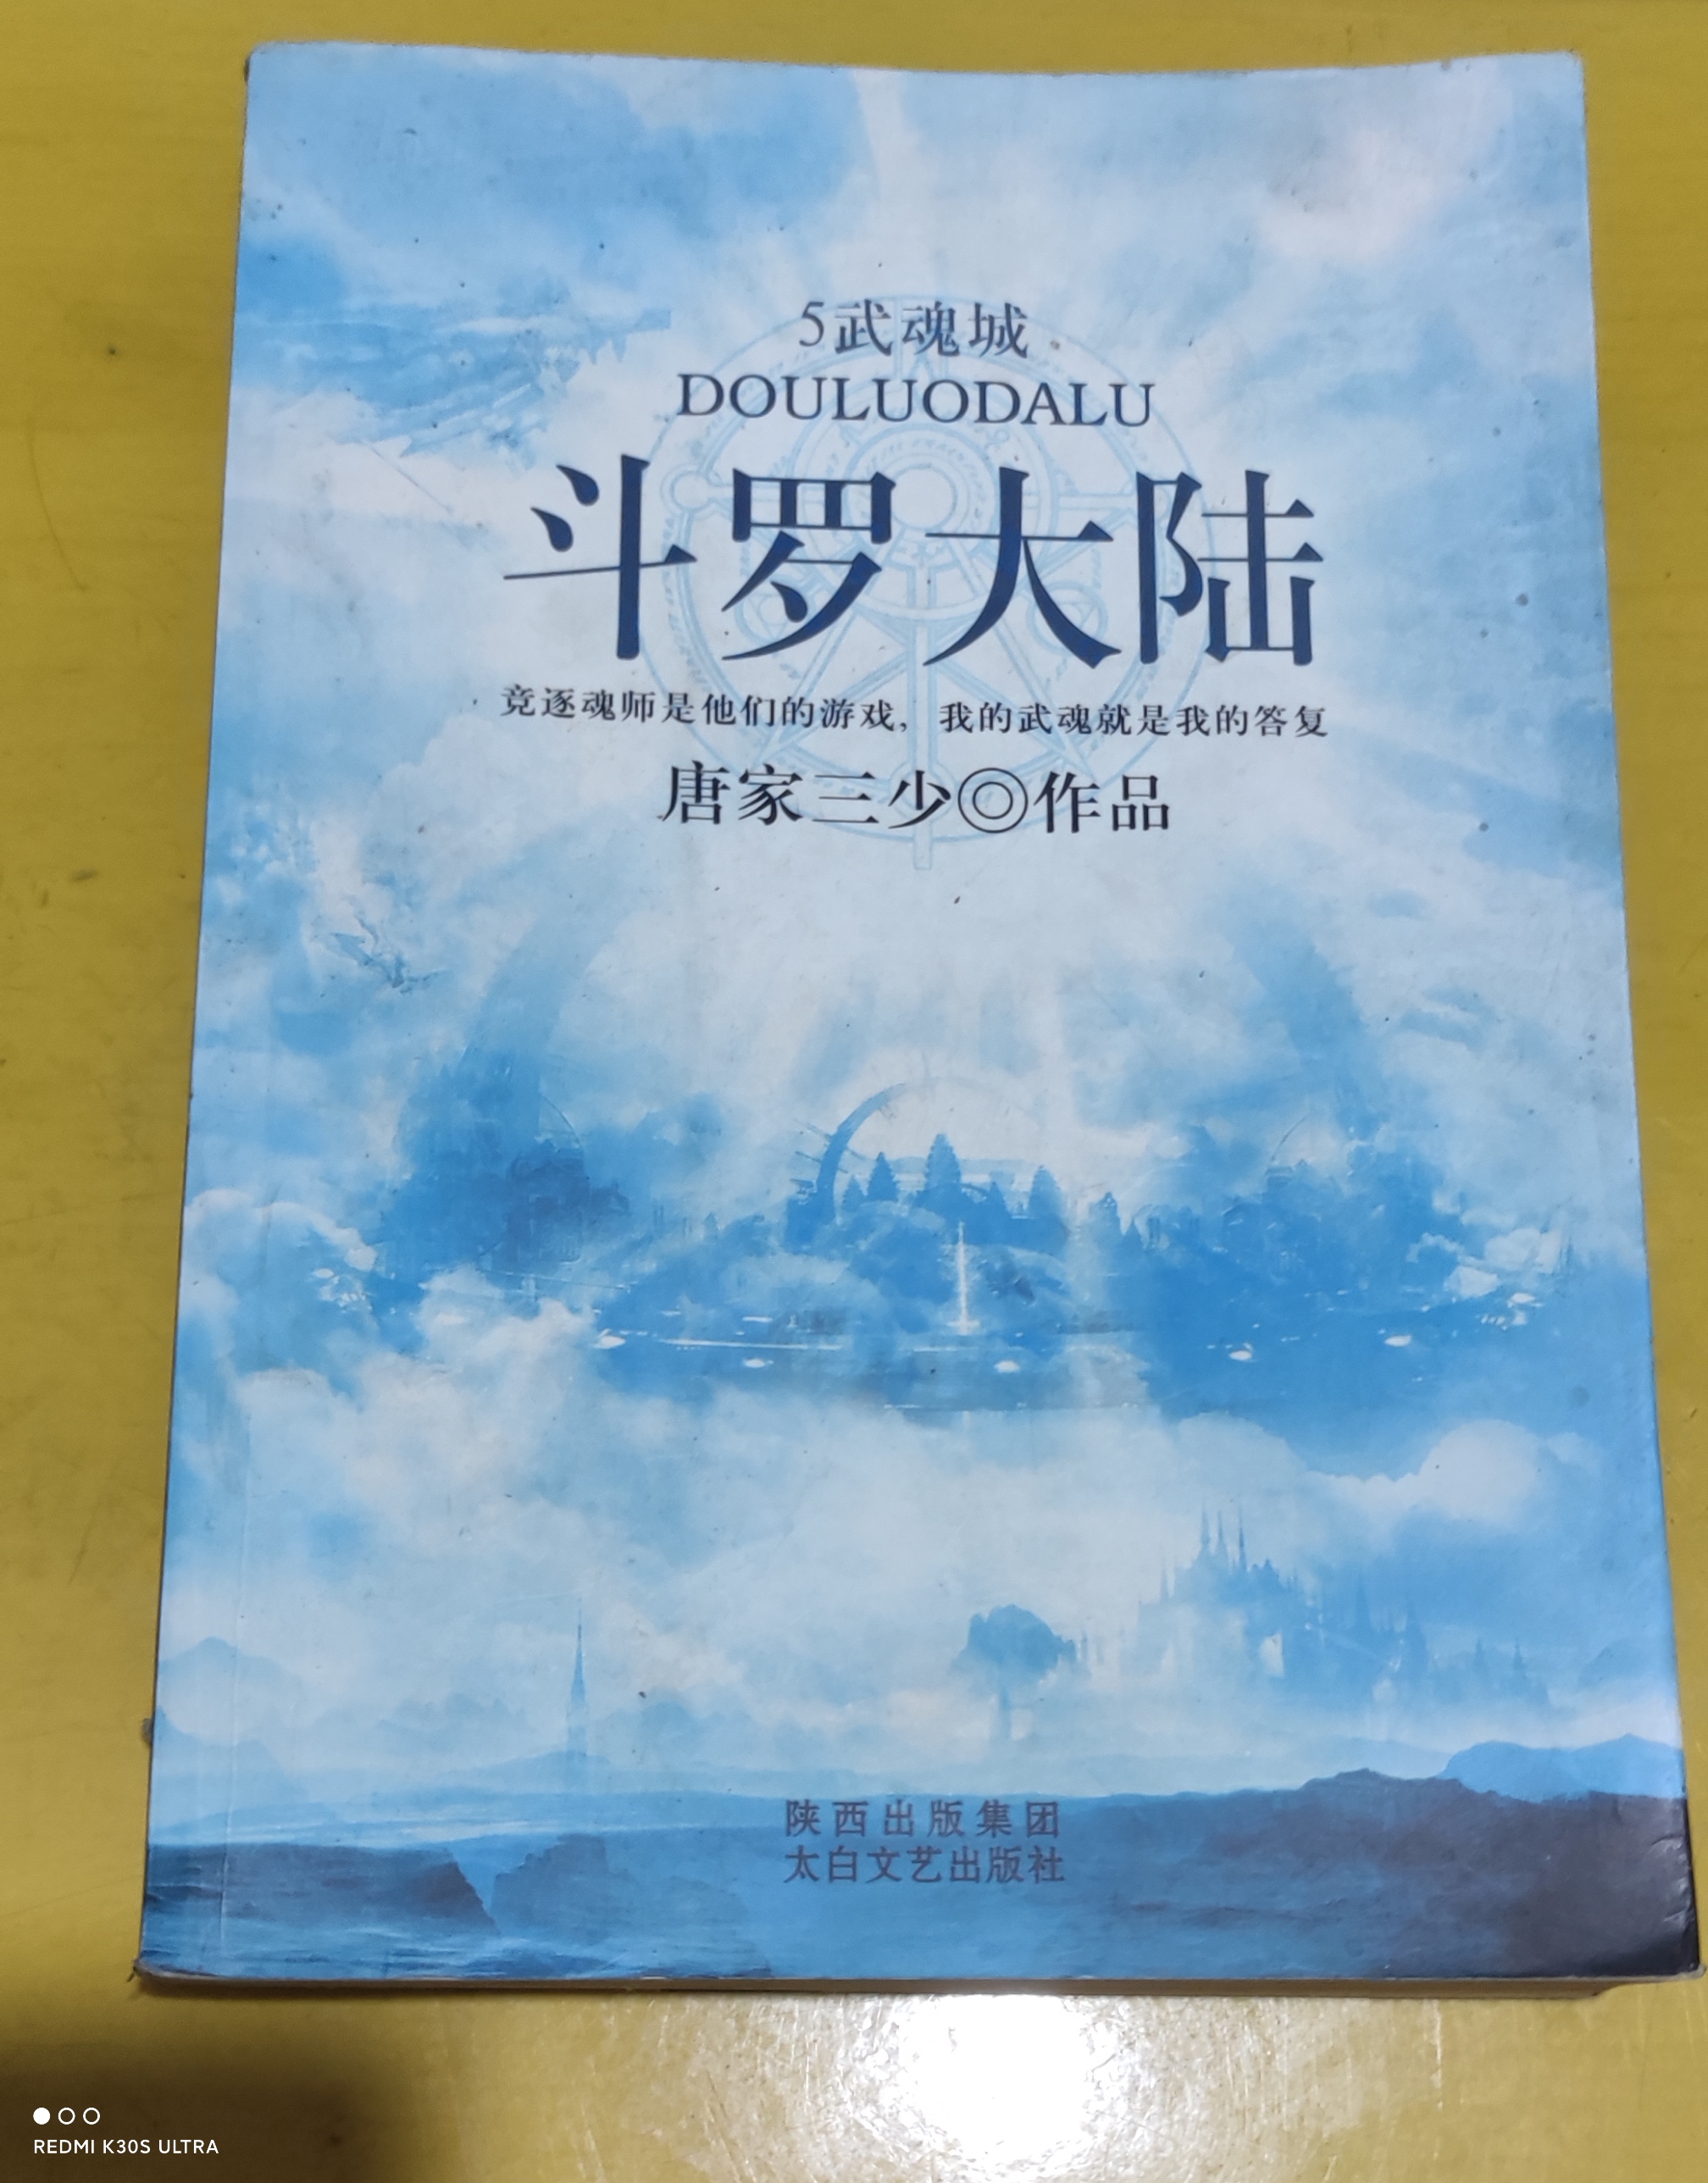 5武魂城
DOULUODALU
斗罗大陆
竞逐魂师是他们的游戏，我的武魂就是我的答复
唐家三少◎作品
陕西出版集团
太白文艺出版社
REDMI K30S ULTRA